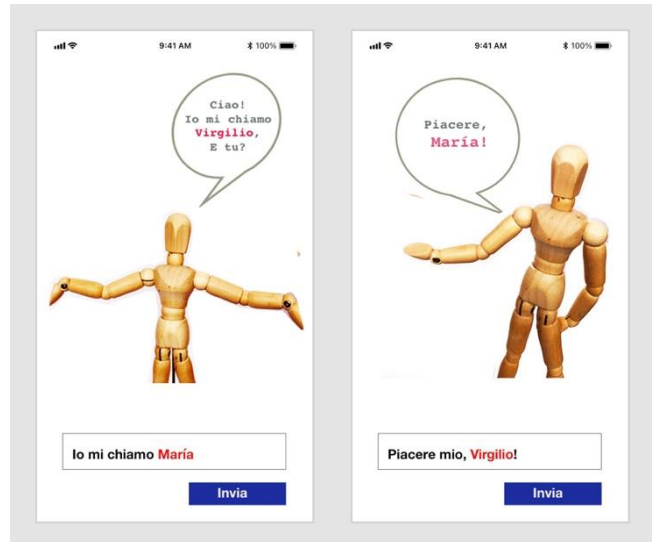 9:41 AM
100%
Ciao!
Io mi chiamo
Virgilio,
E tu?
Io mi chiamo María
Invia
9:41 AM
100%
Piacere,
María!
Piacere mio, Virgilio!
Invia